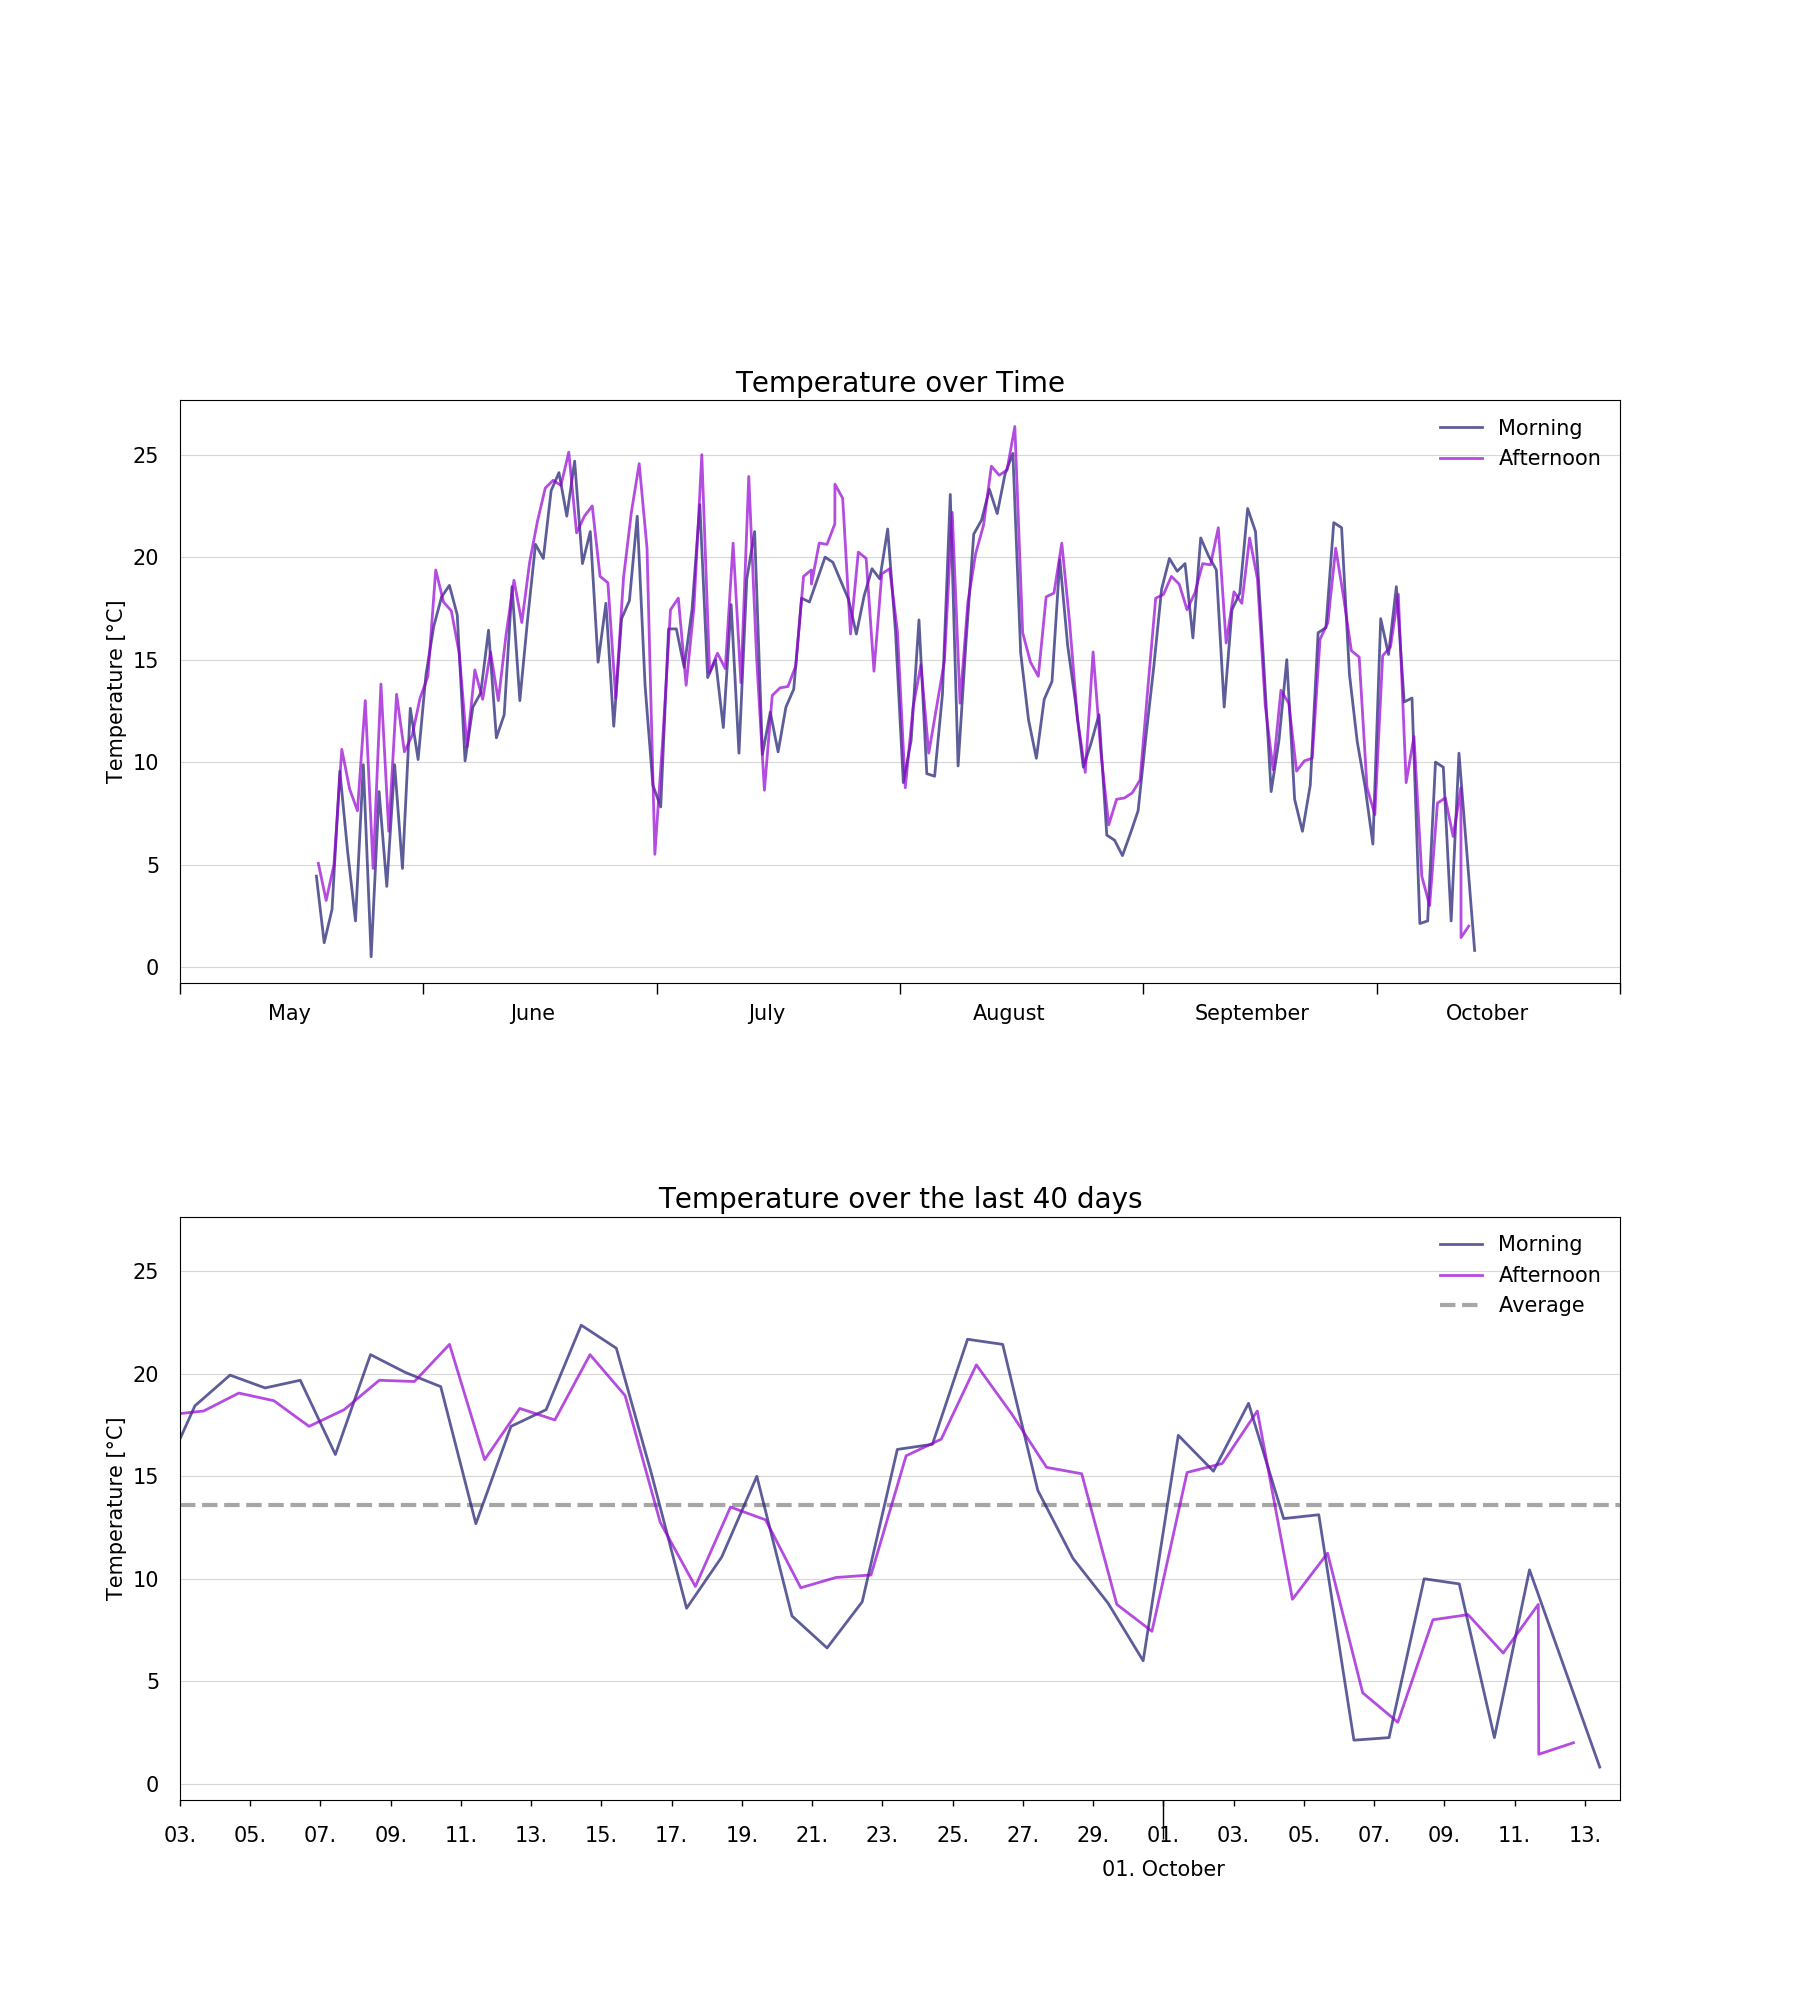 Temperature over Time
Morning
Afternoon
25
20
15
10
5
0
Temperature [°C]
May June July August September October
Temperature over the last 40 days
Morning
Afternoon
Average
25
20
15
10
5
0
Temperature [°C]
03. 05. 07. 09. 11. 13. 15. 17. 19. 21. 23. 25. 27. 29. 01. 03. 05. 07. 09. 11. 13.
01. October